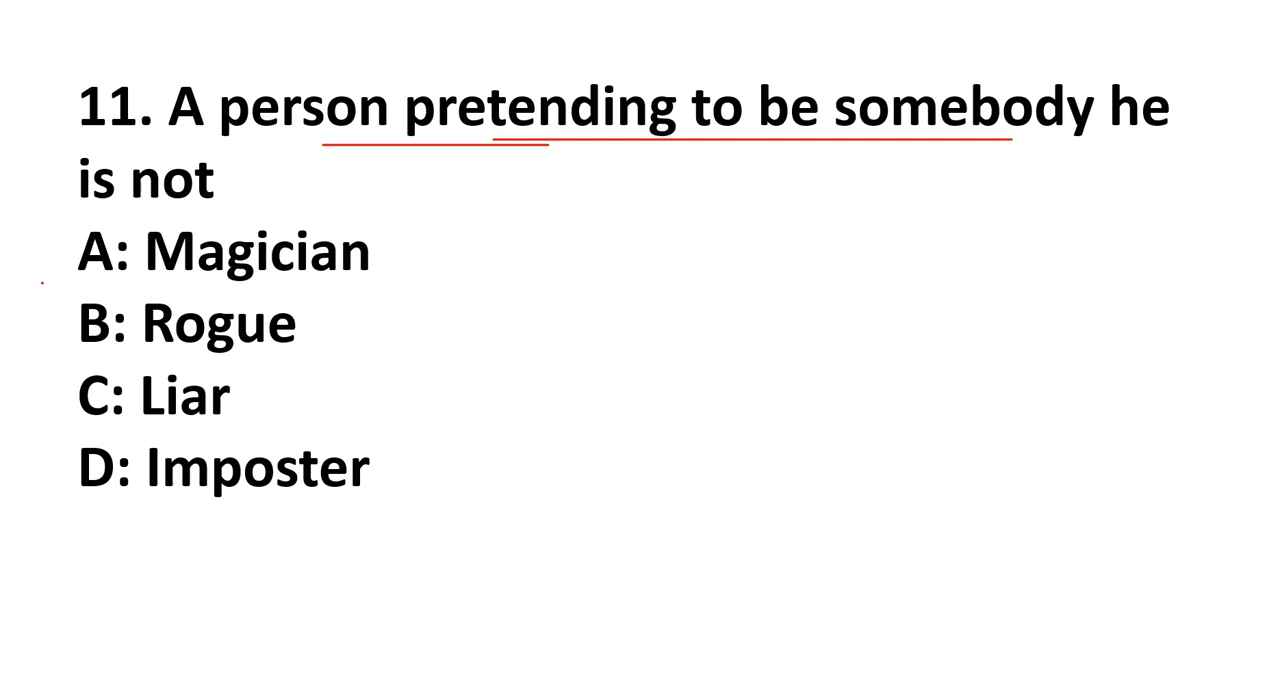 11. A person pretending to be somebody he
is not
A: Magician
B: Rogue
C: Liar
D: Imposter